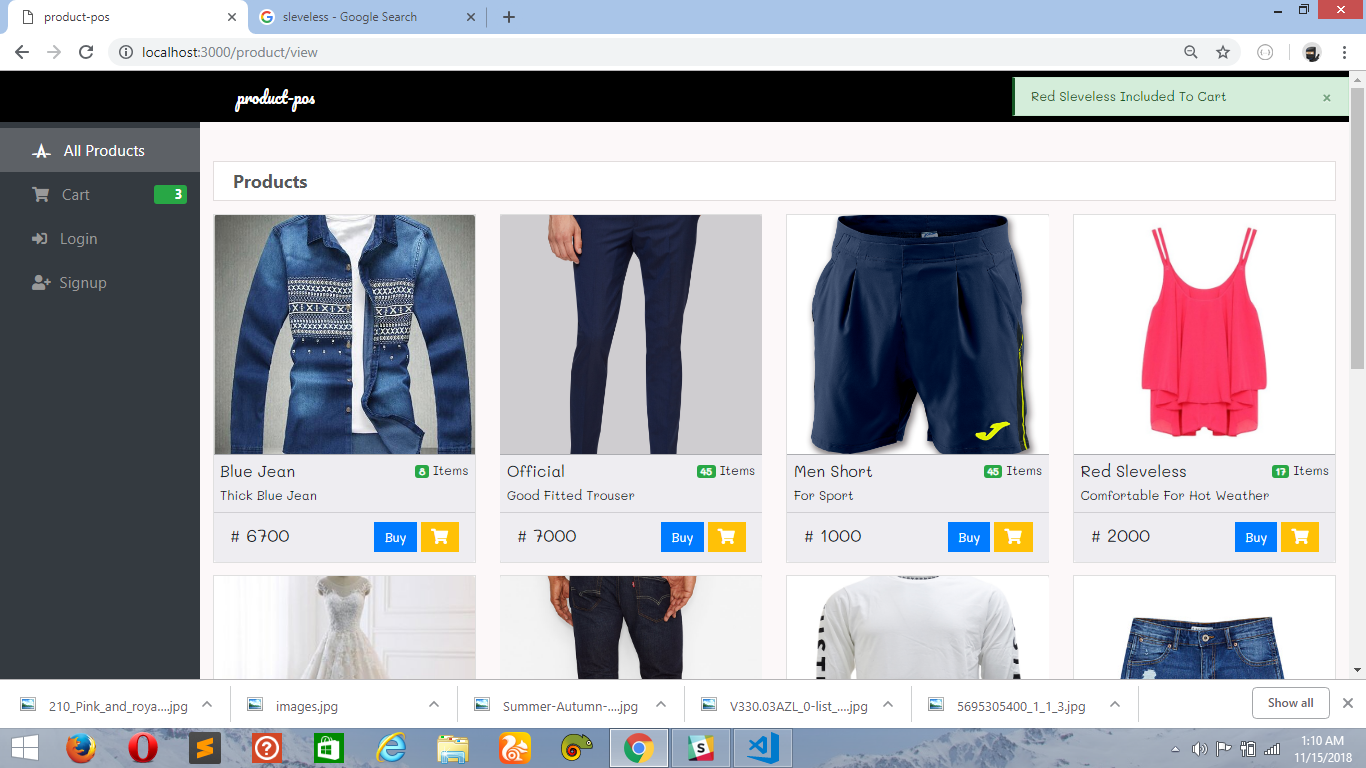 product-pos
sleveless - Google Search
localhost:3000/product/view
product-pos
Red Sleveless Included To Cart ×
All Products
Cart 3
Login
Signup
Products
Blue Jean 8 Items
Thick Blue Jean
# 6700 Buy
Official 45 Items
Good Fitted Trouser
# 7000 Buy
Men Short 45 Items
For Sport
# 1000 Buy
Red Sleveless 17 Items
Comfortable For Hot Weather
# 2000 Buy
210_Pink_and_roya....jpg
images.jpg
Summer-Autumn-....jpg
V330.03AZL_0-list_....jpg
5695305400_1_1_3.jpg
Show all
1:10 AM
11/15/2018